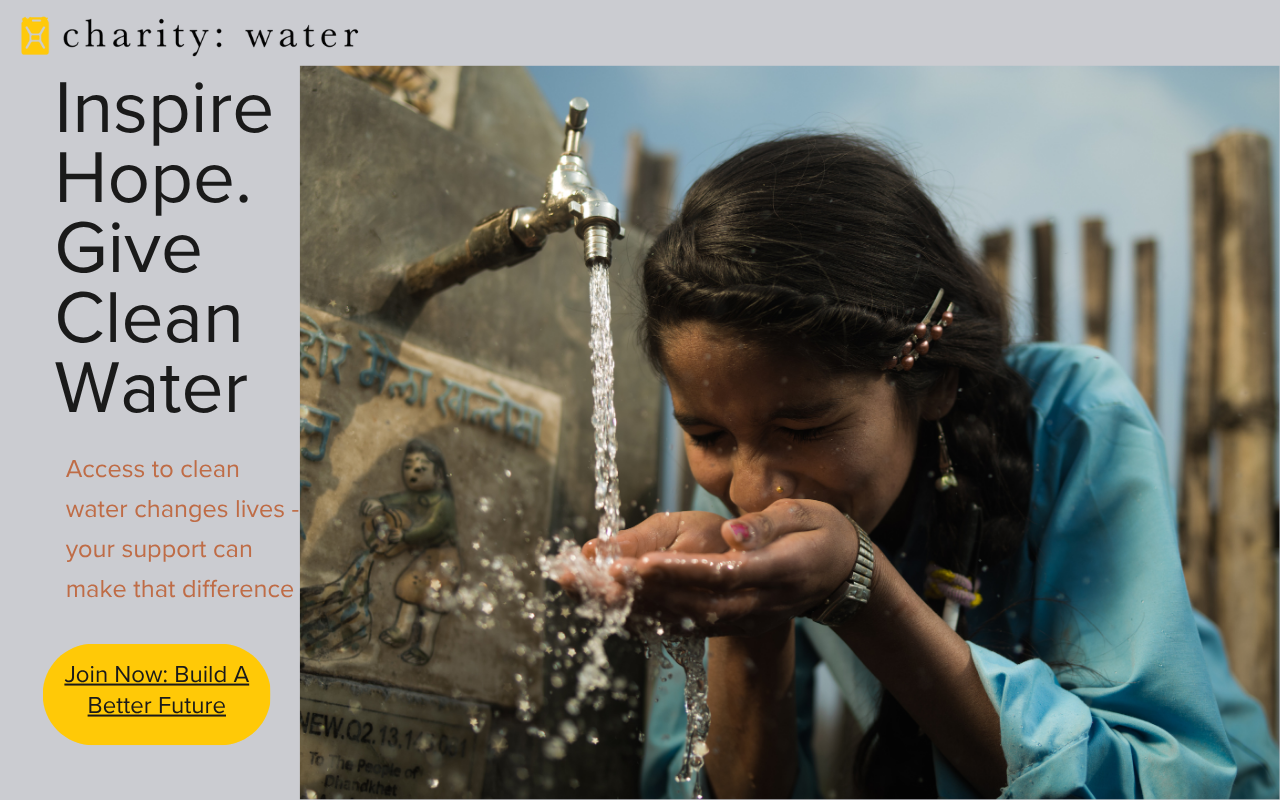 charity: water
Inspire
Hope.
Give
Clean
Water
Access to clean
water changes lives -
your support can
make that difference
Join Now: Build A
Better Future
To The People of
Dhandkhet